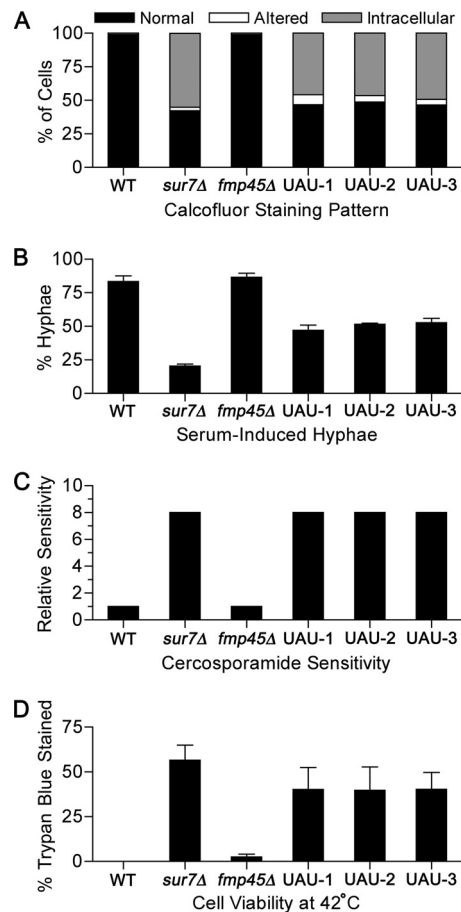 Normal Altered Intracellular
A
% of Cells
100
75
50
25
0
WT sur7Δ fmp45Δ UAU-1 UAU-2 UAU-3
Calcofluor Staining Pattern
B
% Hyphae
100
75
50
25
0
WT sur7Δ fmp45Δ UAU-1 UAU-2 UAU-3
Serum-Induced Hyphae
C
Relative Sensitivity
10
8
6
4
2
0
WT sur7Δ fmp45Δ UAU-1 UAU-2 UAU-3
Cercosporamide Sensitivity
D
% Trypan Blue Stained
75
50
25
0
WT sur7Δ fmp45Δ UAU-1 UAU-2 UAU-3
Cell Viability at 42°C